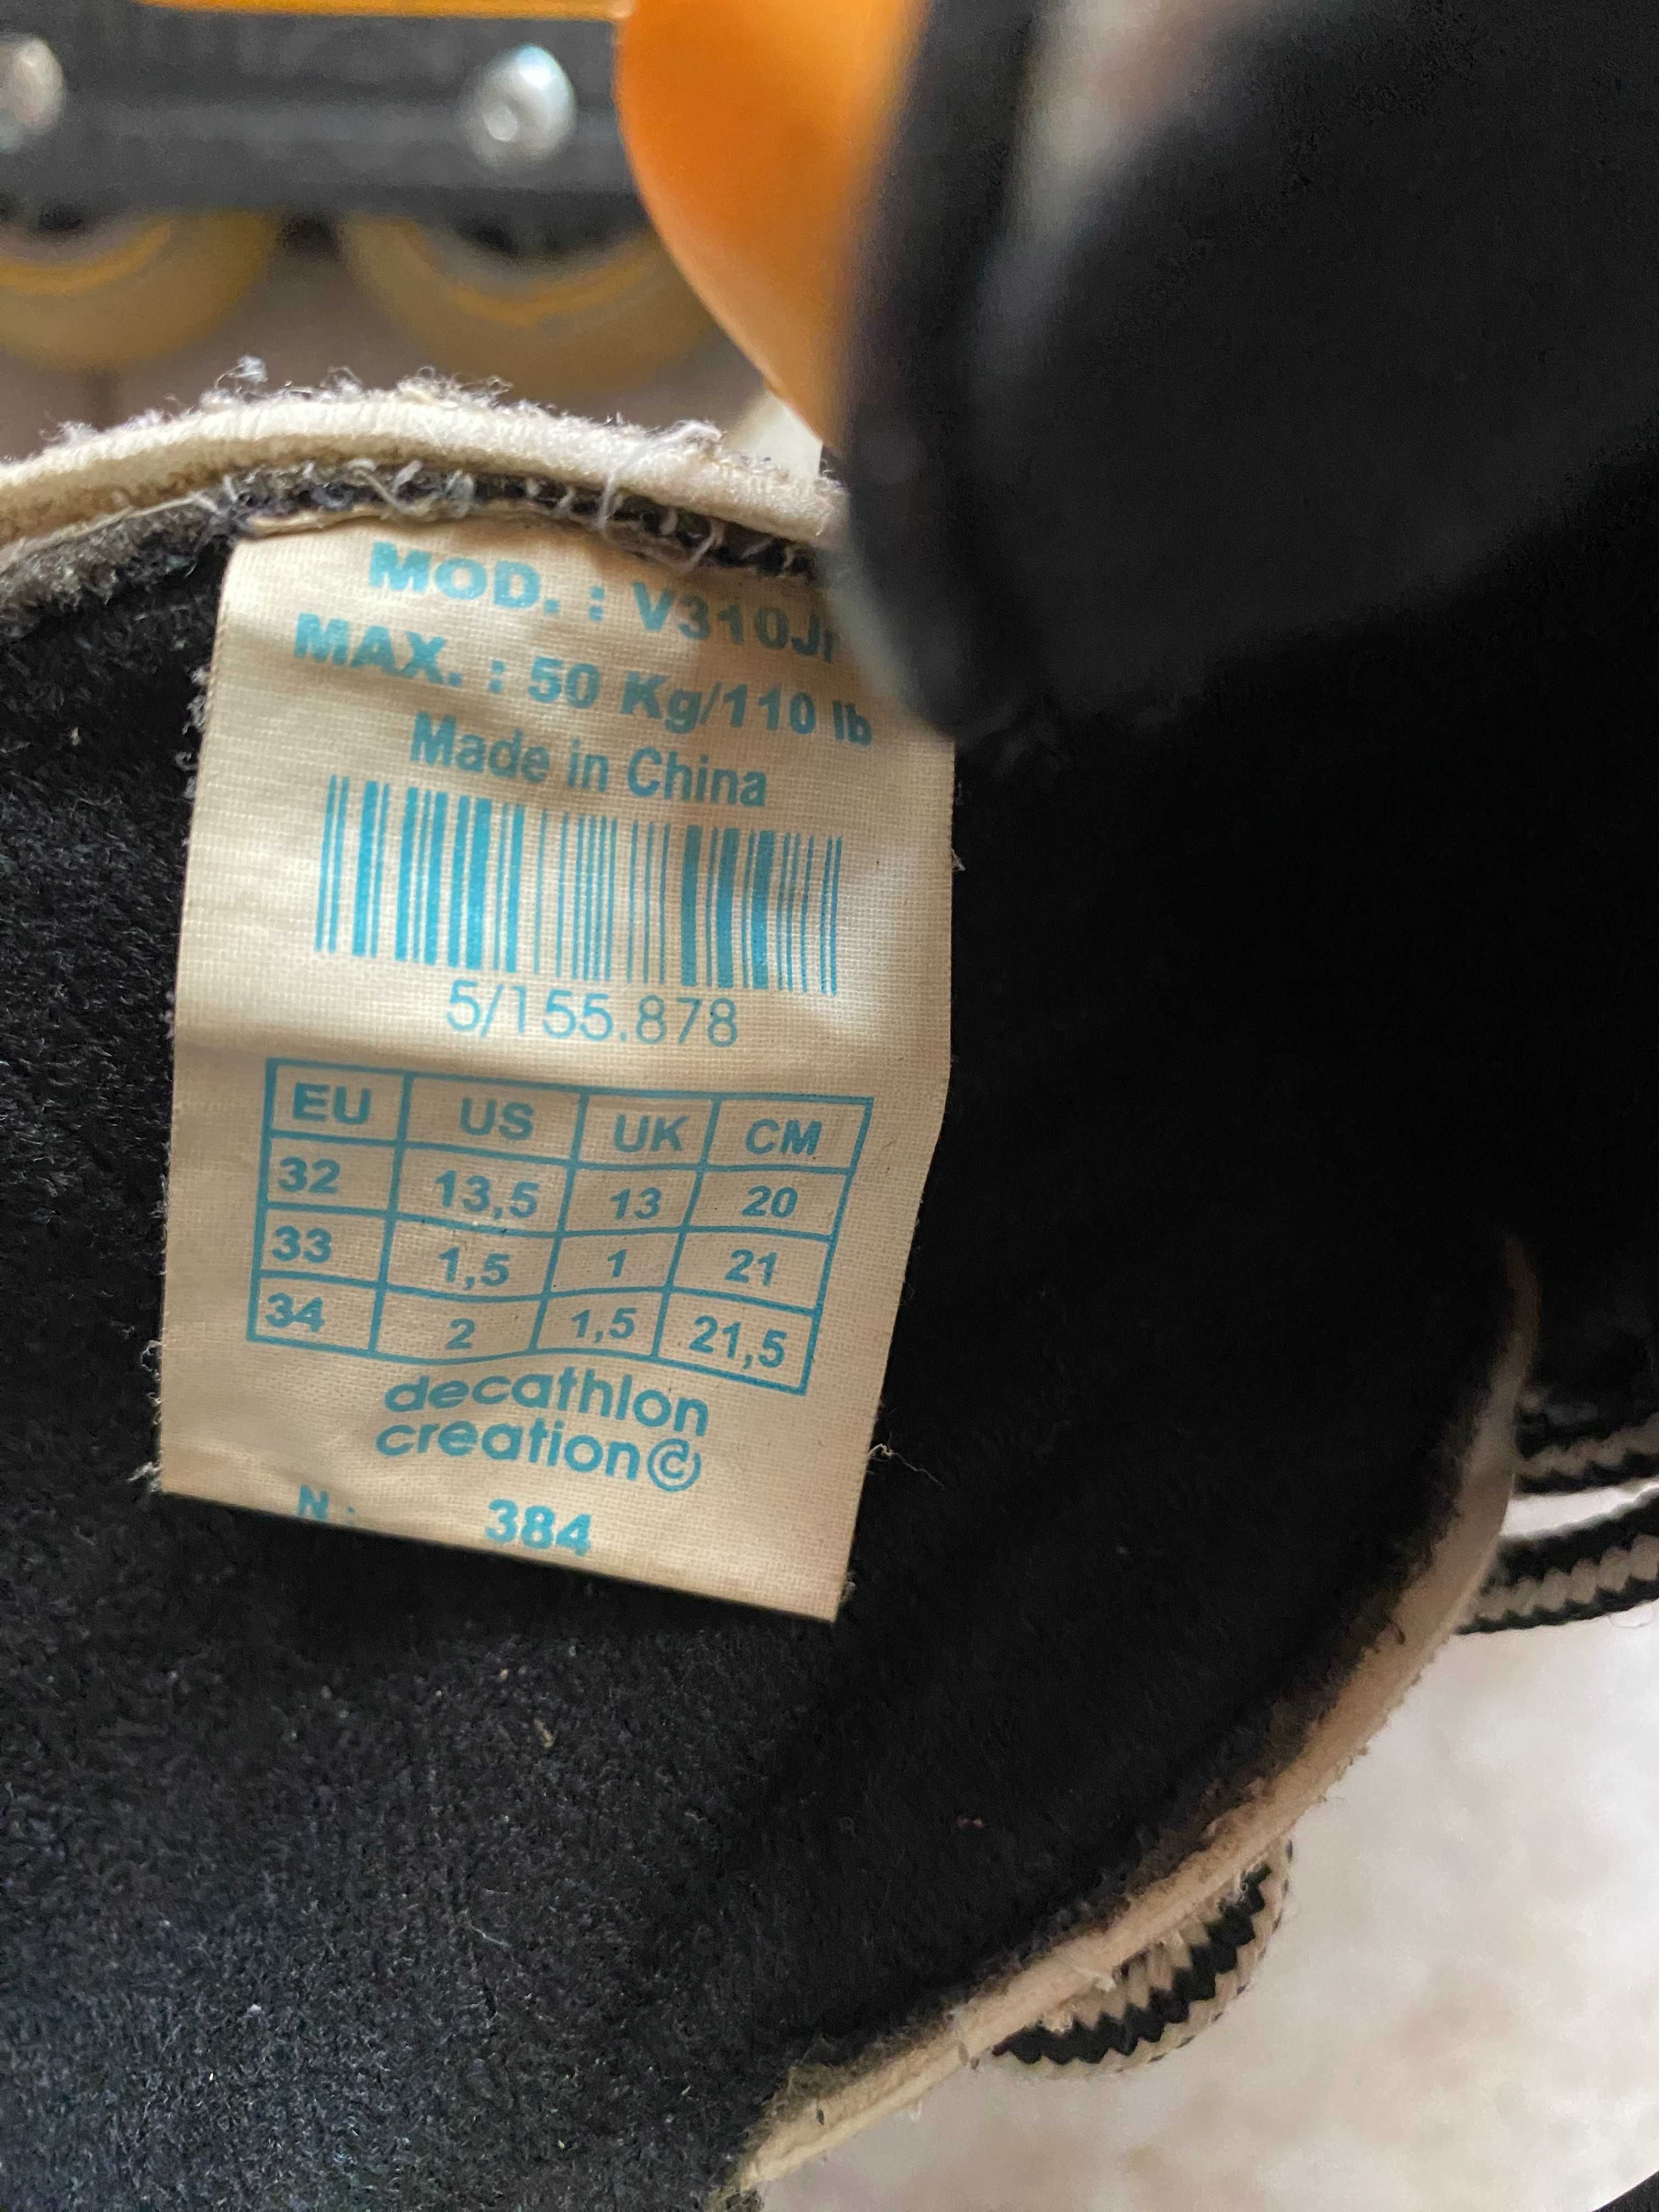 MOD. : V310Jr
MAX. : 50 Kg/110 lb
Made in China
5/155.878
EU US UK CM
32 13,5 13 20
33 1,5 1 21
34 2 1,5 21,5
decathlon
creation©
N : 384